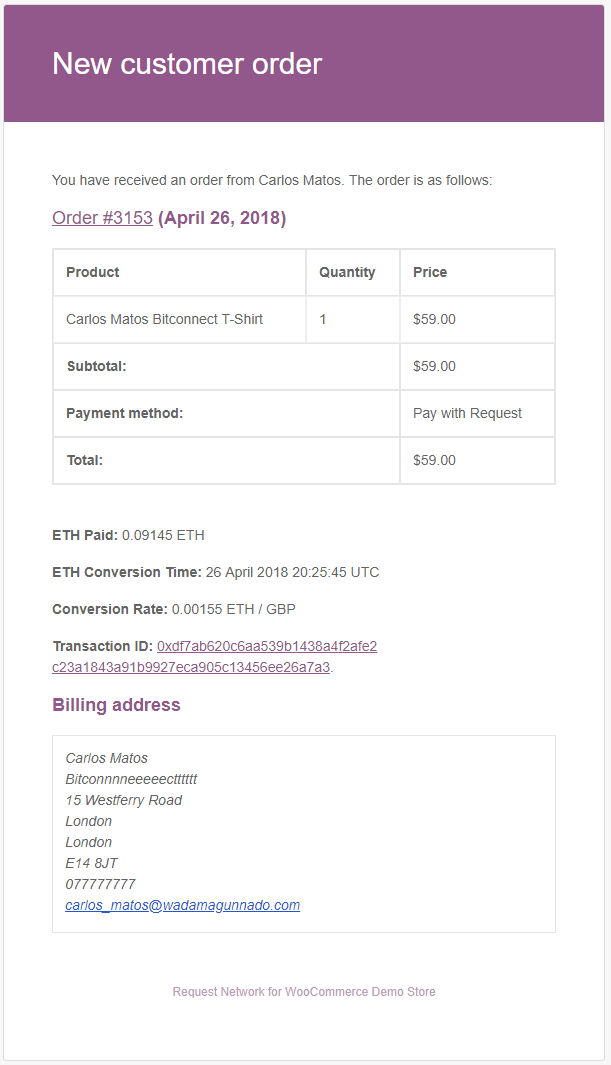 New customer order
You have received an order from Carlos Matos. The order is as follows:
Order #3153 (April 26, 2018)
Product Quantity Price
Carlos Matos Bitconnect T-Shirt 1 $59.00
Subtotal: $59.00
Payment method: Pay with Request
Total: $59.00
ETH Paid: 0.09145 ETH
ETH Conversion Time: 26 April 2018 20:25:45 UTC
Conversion Rate: 0.00155 ETH / GBP
Transaction ID: 0xdf7ab620c6aa539b1438a4f2afe2
c23a1843a91b9927eca905c13456ee26a7a3.
Billing address
Carlos Matos
Bitconnnneeeeectttttt
15 Westferry Road
London
London
E14 8JT
077777777
carlos_matos@wadamagunnado.com
Request Network for WooCommerce Demo Store